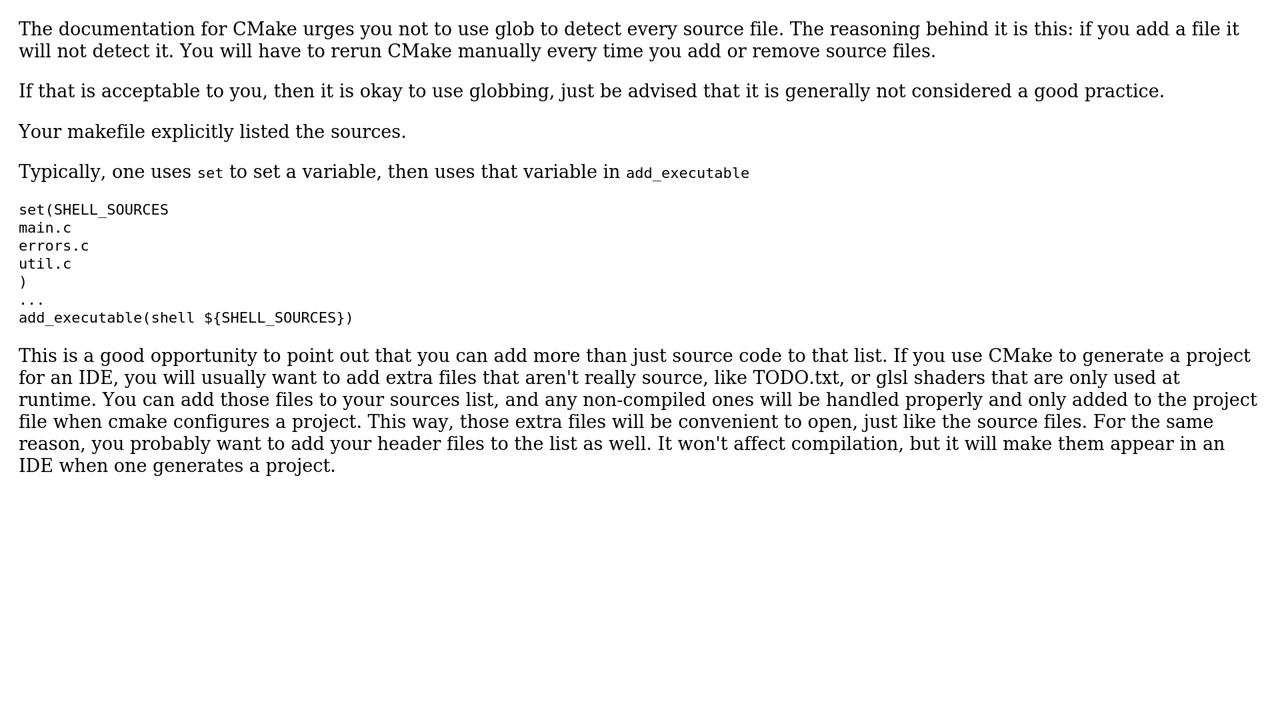 The documentation for CMake urges you not to use glob to detect every source file. The reasoning behind it is this: if you add a file it
will not detect it. You will have to rerun CMake manually every time you add or remove source files.
If that is acceptable to you, then it is okay to use globbing, just be advised that it is generally not considered a good practice.
Your makefile explicitly listed the sources.
Typically, one uses set to set a variable, then uses that variable in add_executable
set(SHELL_SOURCES
main.c
errors.c
util.c
)
...
add_executable(shell ${SHELL_SOURCES})
This is a good opportunity to point out that you can add more than just source code to that list. If you use CMake to generate a project
for an IDE, you will usually want to add extra files that aren't really source, like TODO.txt, or glsl shaders that are only used at
runtime. You can add those files to your sources list, and any non-compiled ones will be handled properly and only added to the project
file when cmake configures a project. This way, those extra files will be convenient to open, just like the source files. For the same
reason, you probably want to add your header files to the list as well. It won't affect compilation, but it will make them appear in an
IDE when one generates a project.